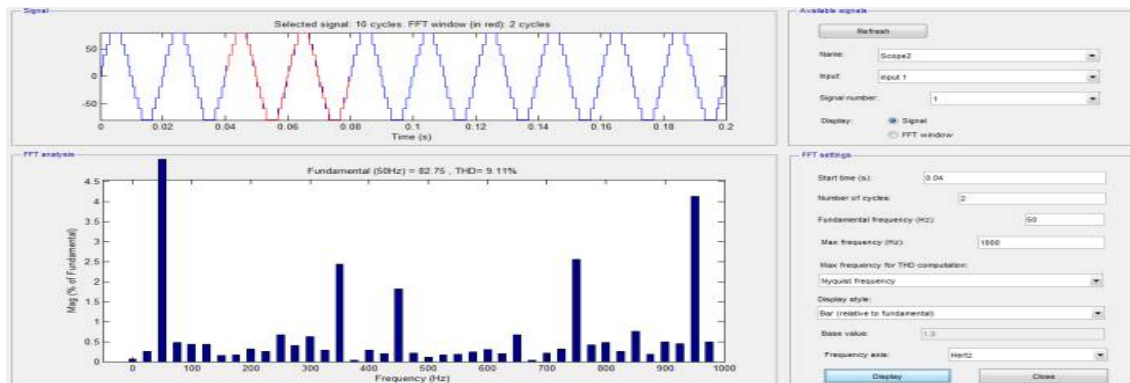 Signal
Selected signal: 10 cycles. FFT window (in red): 2 cycles
50
0
-50
0
0.02
0.04
0.06
0.08
0.1
0.12
0.14
0.16
0.18
0.2
Time (s)
FFT analysis
Fundamental (50Hz) = 82.75 , THD= 9.11%
4.5
4
3.5
3
2.5
2
1.5
1
0.5
0
Mag (% of Fundamental)
0
100
200
300
400
500
600
700
800
900
1000
Frequency (Hz)
Available signals
Refresh
Name:
Scope2
Input:
input 1
Signal number:
1
Display:
Signal
FFT window
FFT settings
Start time (s):
0.04
Number of cycles:
2
Fundamental frequency (Hz):
50
Max frequency (Hz):
1000
Max frequency for THD computation:
Nyquist frequency
Display style:
Bar (relative to fundamental)
Base value:
1.0
Frequency axis:
Hertz
Display
Close